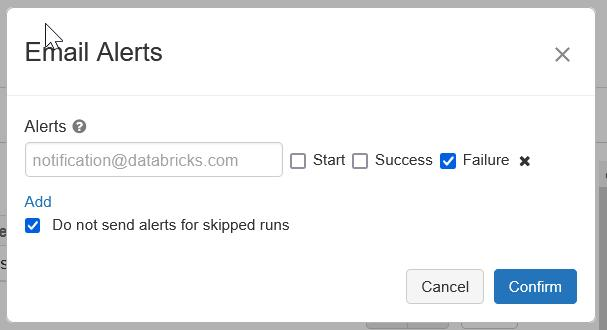 Email Alerts
Alerts
notification@databricks.com Start Success Failure
Add
Do not send alerts for skipped runs
Cancel Confirm